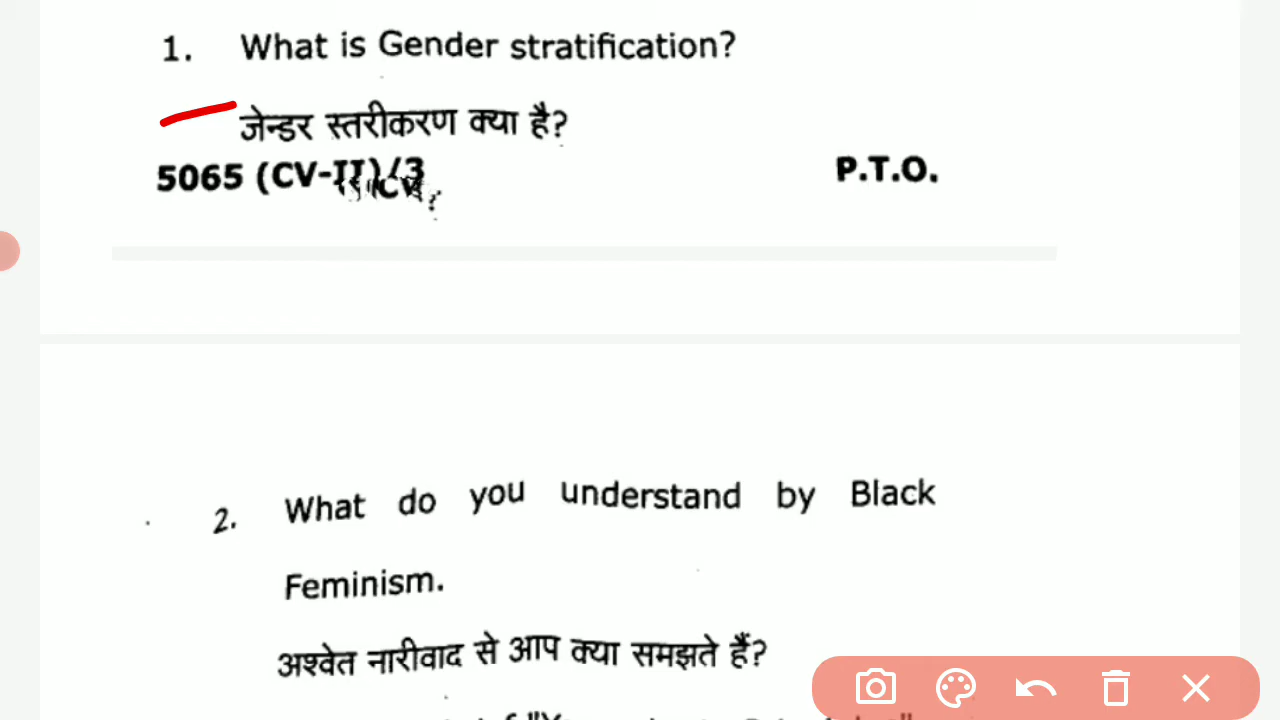 1. What is Gender stratification?
जेन्डर स्तरीकरण क्या है?
5065 (CV-II)/3 P.T.O.
2. What do you understand by Black
Feminism.
अश्वेत नारीवाद से आप क्या समझते हैं?